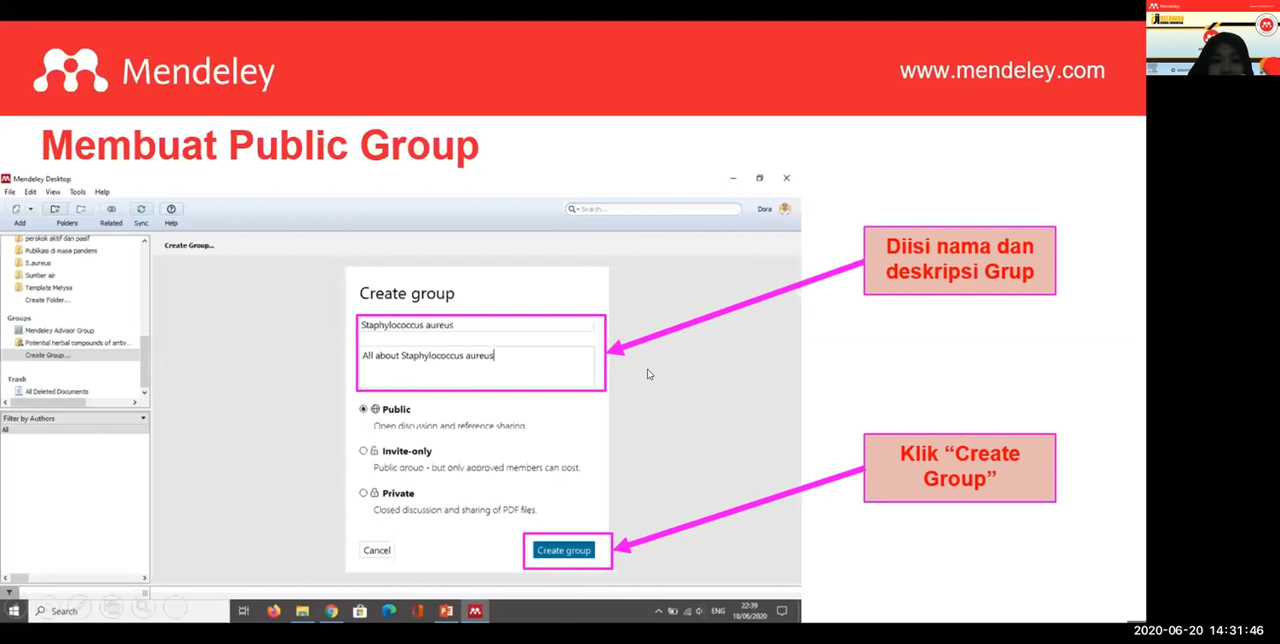 Mendeley
www.mendeley.com
Membuat Public Group
Mendeley Desktop
File Edit View Tools Help
Add Folders Related Sync Help
Search...
Dora
perokok aktif dan pasif
Publikasi di masa pandemi
S.aureus
Sumber air
Template Melysa
Create Folder...
Groups
Mendeley Advisor Group
Potential herbal compounds of antiv...
Create Group...
Trash
All Deleted Documents
Filter by Authors
All
Create Group...
Create group
Staphylococcus aureus
All about Staphylococcus aureus
Public
Open discussion and reference sharing.
Invite-only
Public group - but only approved members can post.
Private
Closed discussion and sharing of PDF files.
Cancel
Create group
Diisi nama dan
deskripsi Grup
Klik “Create
Group”
Search
ENG
22:39
18/06/2020
Mendeley
RELAWAN
2020-06-20 14:31:46